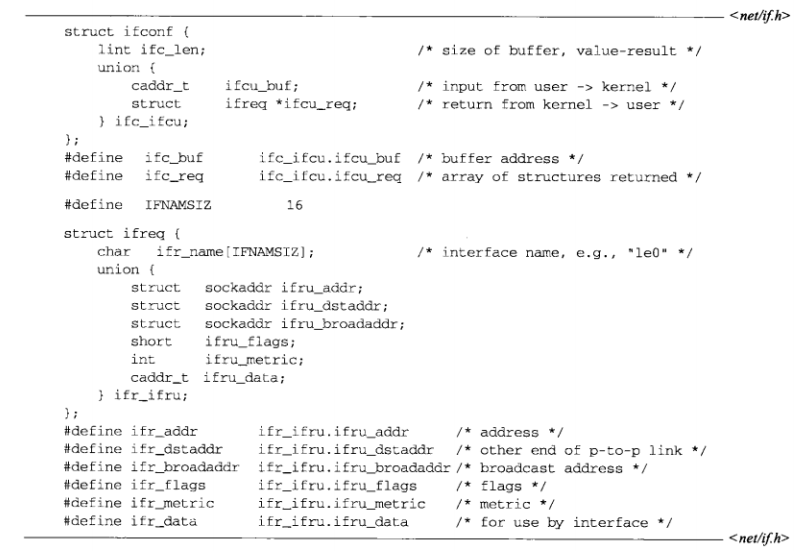 <net/if.h>
struct ifconf {
    lint ifc_len;                /* size of buffer, value-result */
    union {
        caddr_t    ifcu_buf;     /* input from user -> kernel */
        struct     ifreq *ifcu_req;    /* return from kernel -> user */
    } ifc_ifcu;
};
#define  ifc_buf    ifc_ifcu.ifcu_buf  /* buffer address */
#define  ifc_req    ifc_ifcu.ifcu_req  /* array of structures returned */
#define  IFNAMSIZ    16
struct ifreq {
    char   ifr_name[IFNAMSIZ];    /* interface name, e.g., "le0" */
    union {
        struct   sockaddr ifru_addr;
        struct   sockaddr ifru_dstaddr;
        struct   sockaddr ifru_broadaddr;
        short    ifru_flags;
        int      ifru_metric;
        caddr_t  ifru_data;
    } ifr_ifru;
};
#define ifr_addr    ifr_ifru.ifru_addr    /* address */
#define ifr_dstaddr    ifr_ifru.ifru_dstaddr    /* other end of p-to-p link */
#define ifr_broadaddr  ifr_ifru.ifru_broadaddr /* broadcast address */
#define ifr_flags    ifr_ifru.ifru_flags    /* flags */
#define ifr_metric    ifr_ifru.ifru_metric    /* metric */
#define ifr_data    ifr_ifru.ifru_data    /* for use by interface */
<net/if.h>